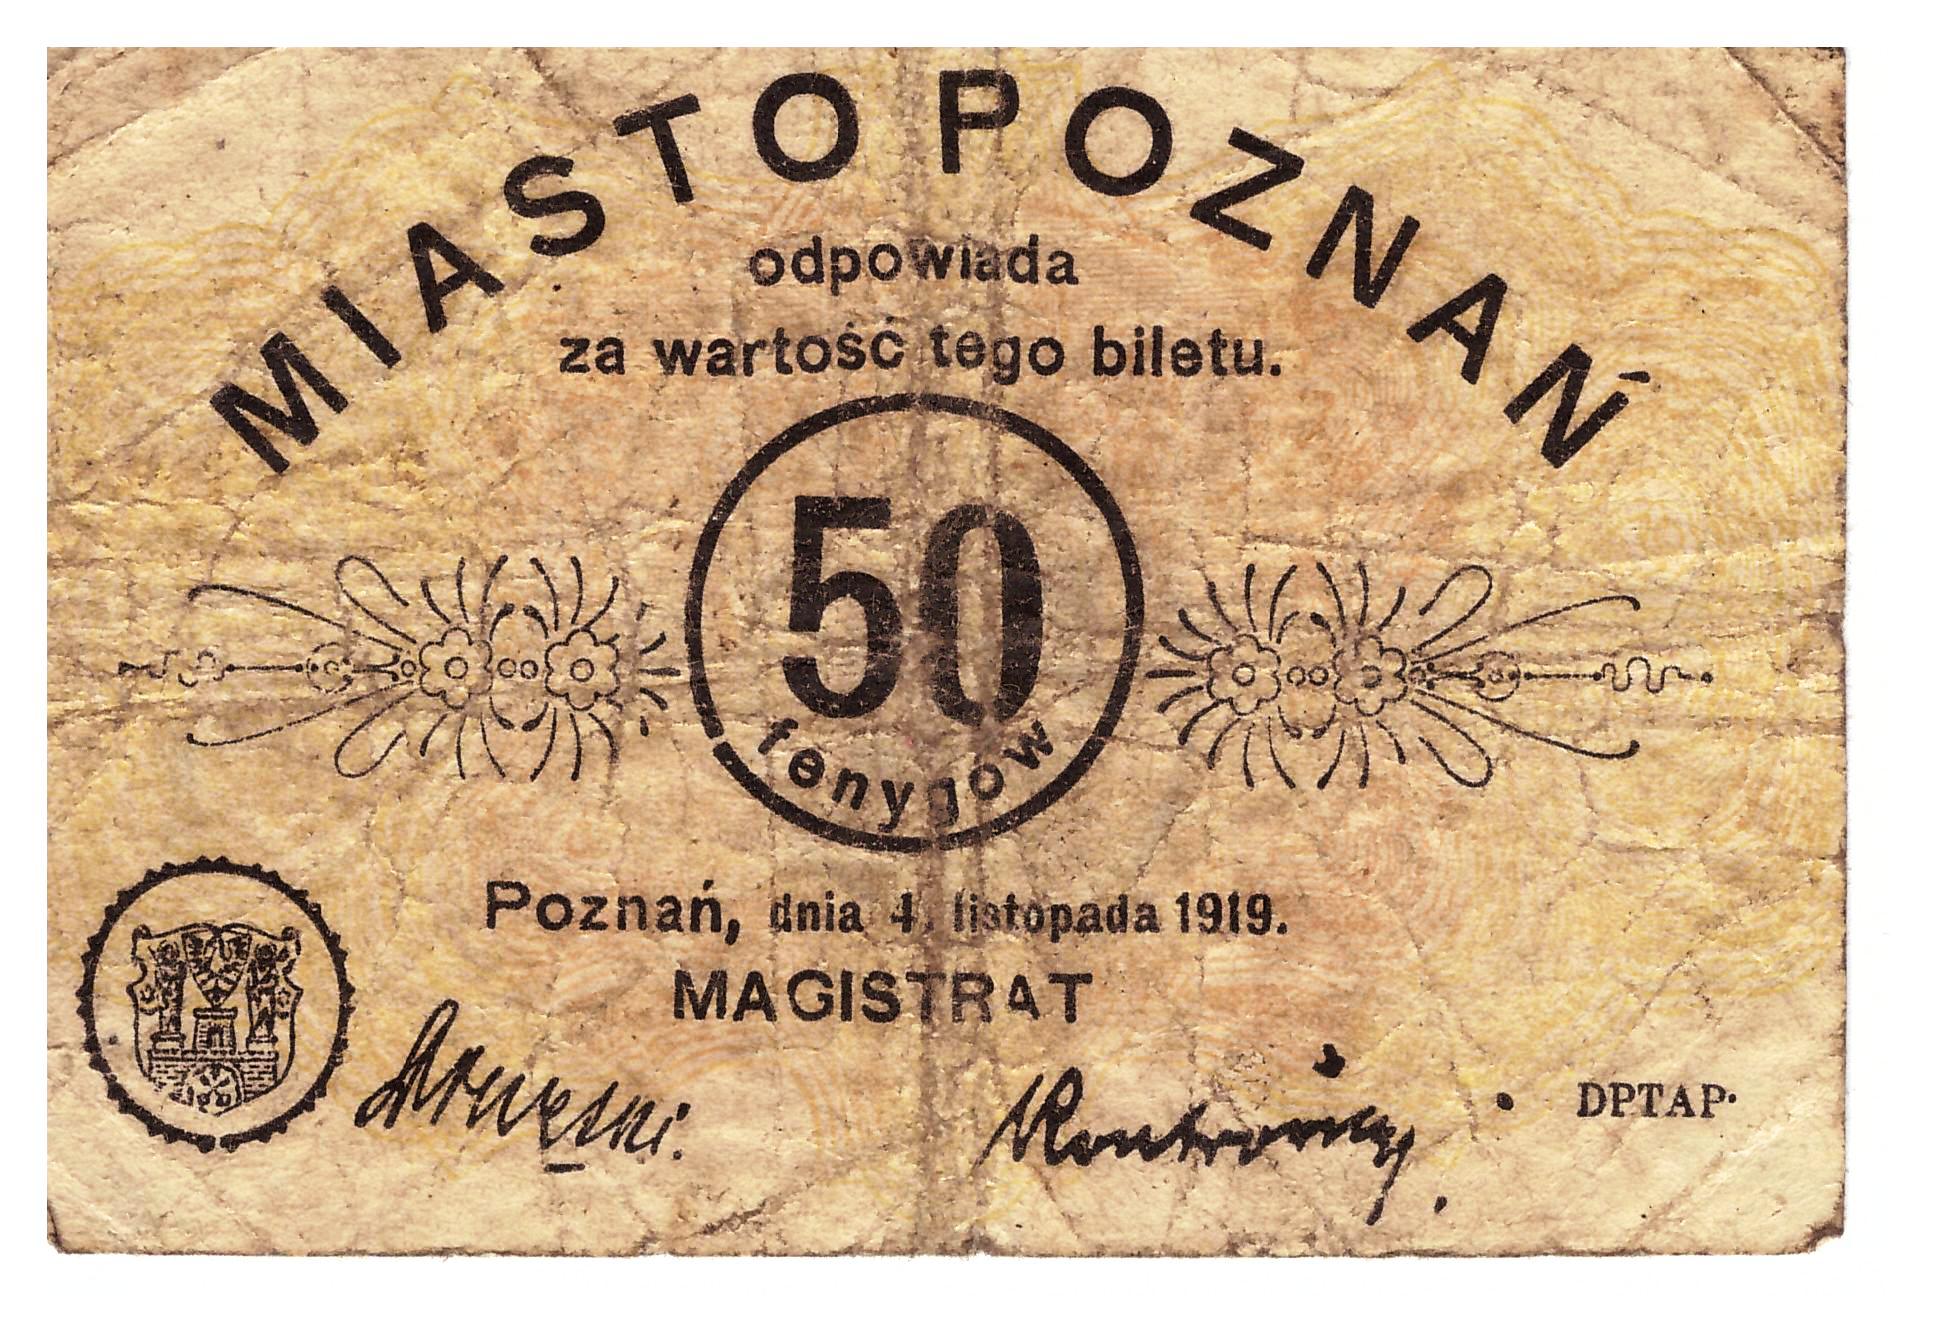 MIASTO POZNAŃ
odpowiada
za wartość tego biletu.
50
fenygów
Poznań, dnia 4. listopada 1919.
MAGISTRAT
DPTAP.